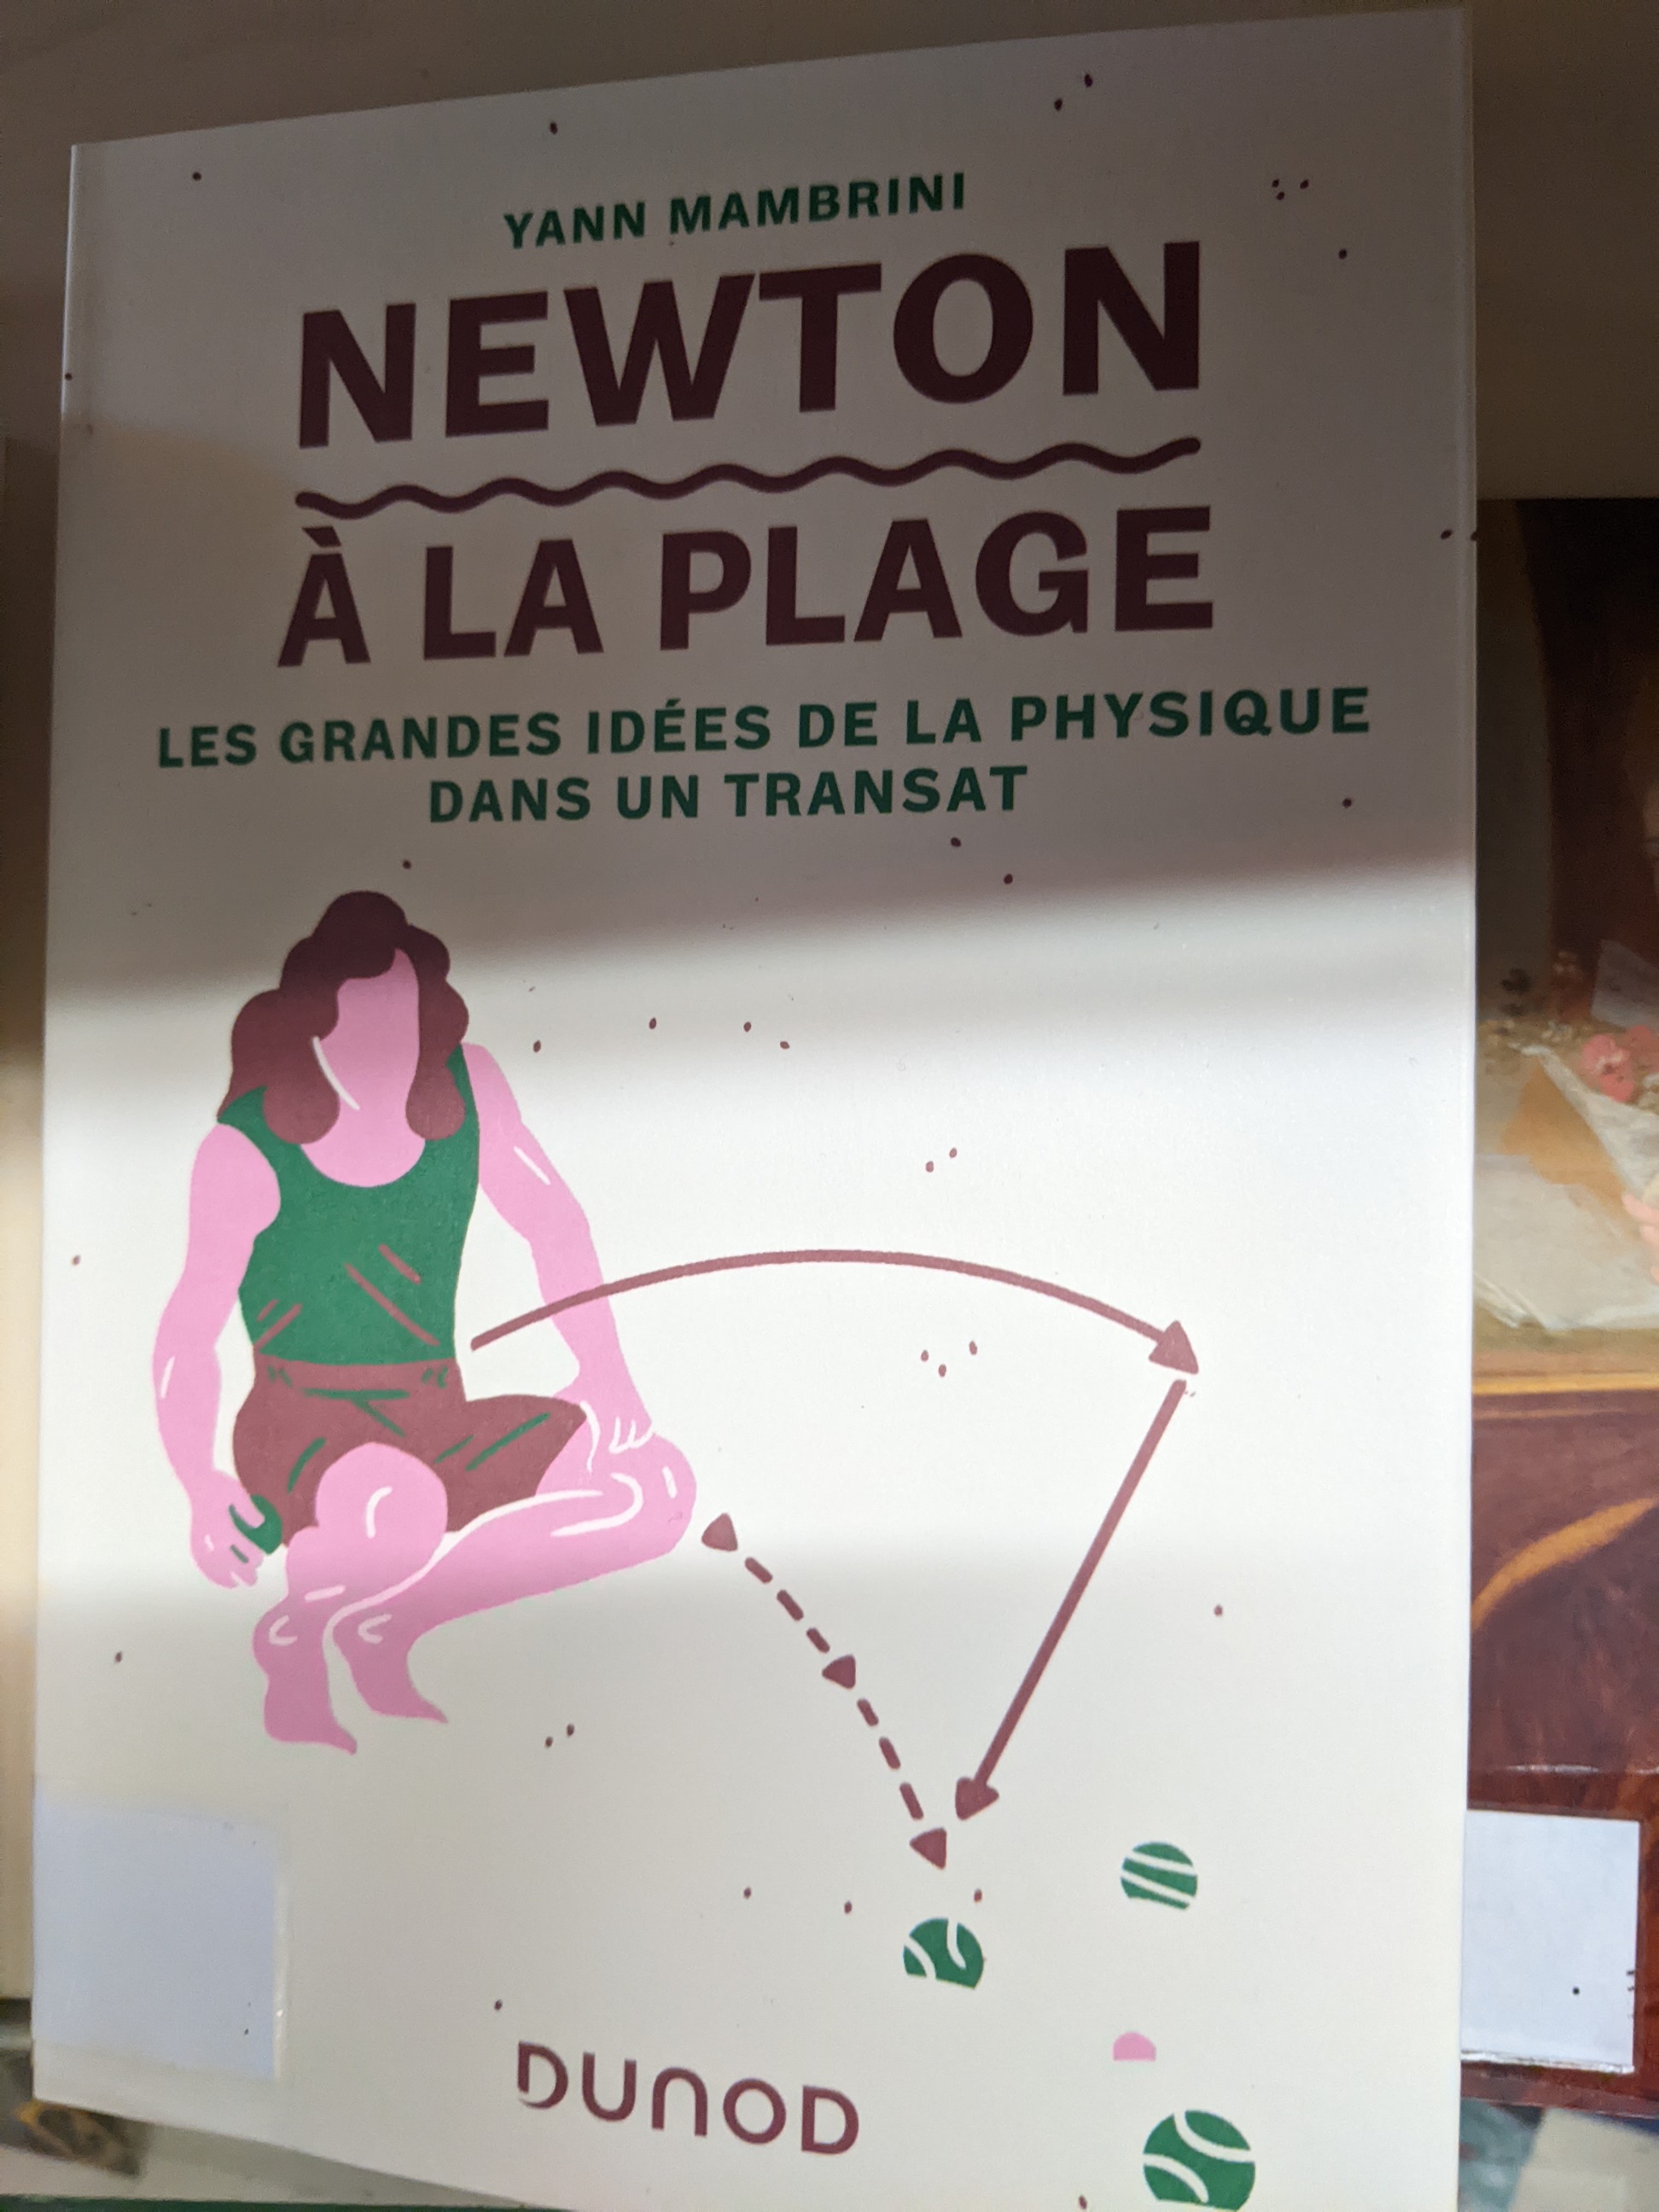 YANN MAMBRINI
NEWTON
À LA PLAGE
LES GRANDES IDÉES DE LA PHYSIQUE
DANS UN TRANSAT
DUNOD